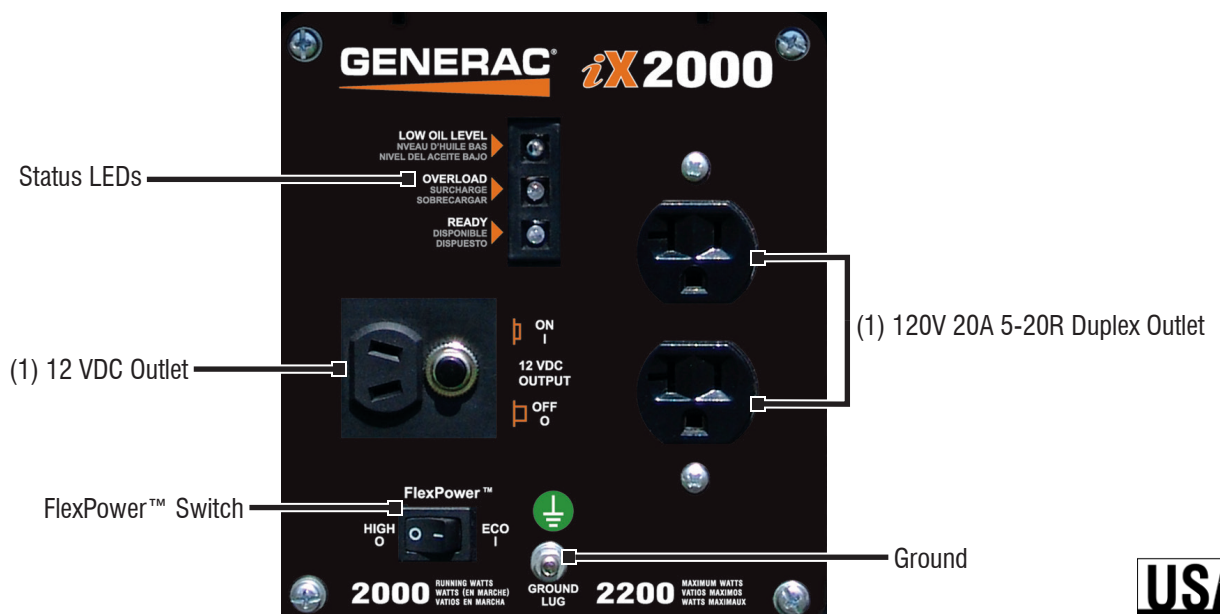 GENERAC® iX2000
LOW OIL LEVEL
NVEAU D'HUILE BAS
NIVEL DEL ACEITE BAJO
Status LEDs
OVERLOAD
SURCHARGE
SOBRECARGAR
READY
DISPONIBLE
DISPUESTO
(1) 120V 20A 5-20R Duplex Outlet
(1) 12 VDC Outlet
ON
I
12 VDC
OUTPUT
OFF
O
FlexPower™ Switch
FlexPower™
HIGH
O
O –
ECO
I
Ground
2000 RUNNING WATTS
WATTS (EN MARCHE)
VATIOS EN MARCHA
GROUND
LUG
2200 MAXIMUM WATTS
VATIOS MAXIMOS
WATTS MAXIMAUX
USA